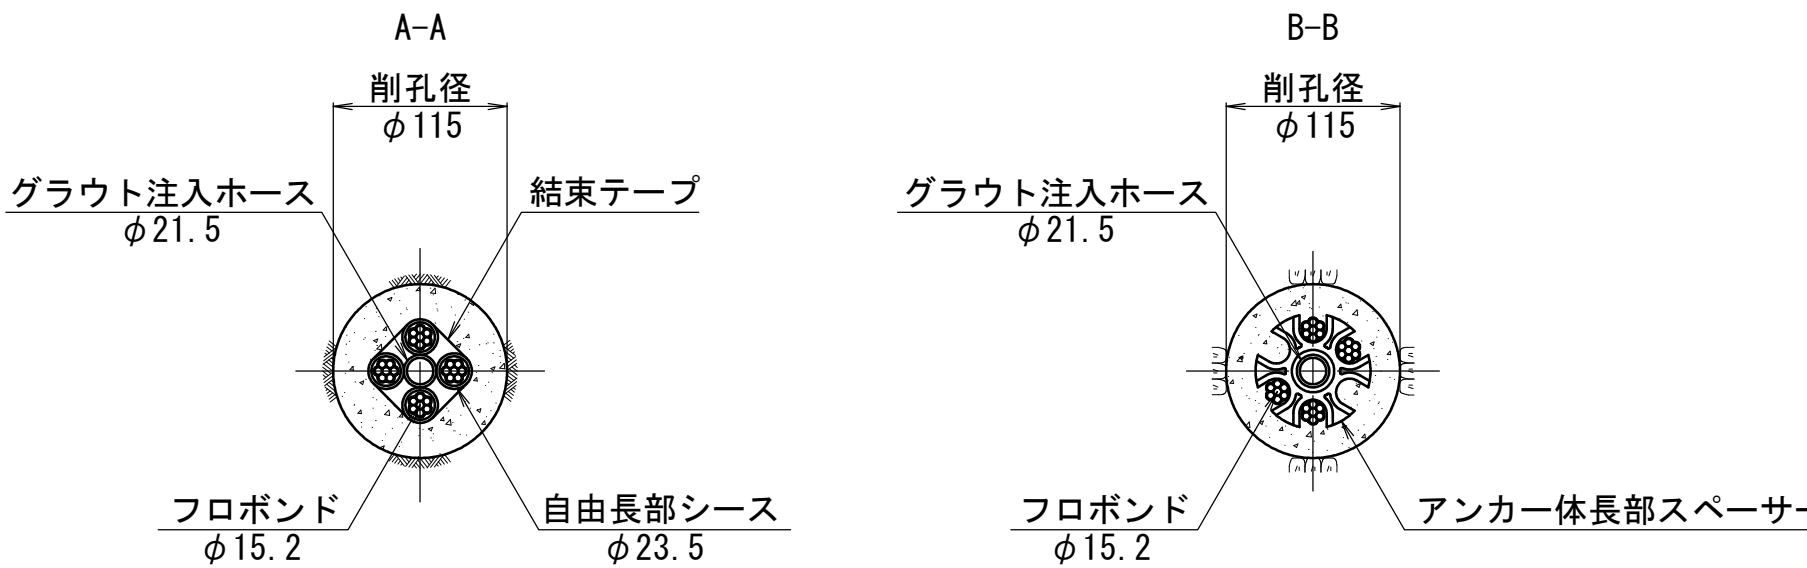 A-A
削孔径
φ115
グラウト注入ホース
φ21.5
結束テープ
フロボンド
φ15.2
自由長部シース
φ23.5
B-B
削孔径
φ115
グラウト注入ホース
φ21.5
フロボンド
φ15.2
アンカー体長部スペーサー